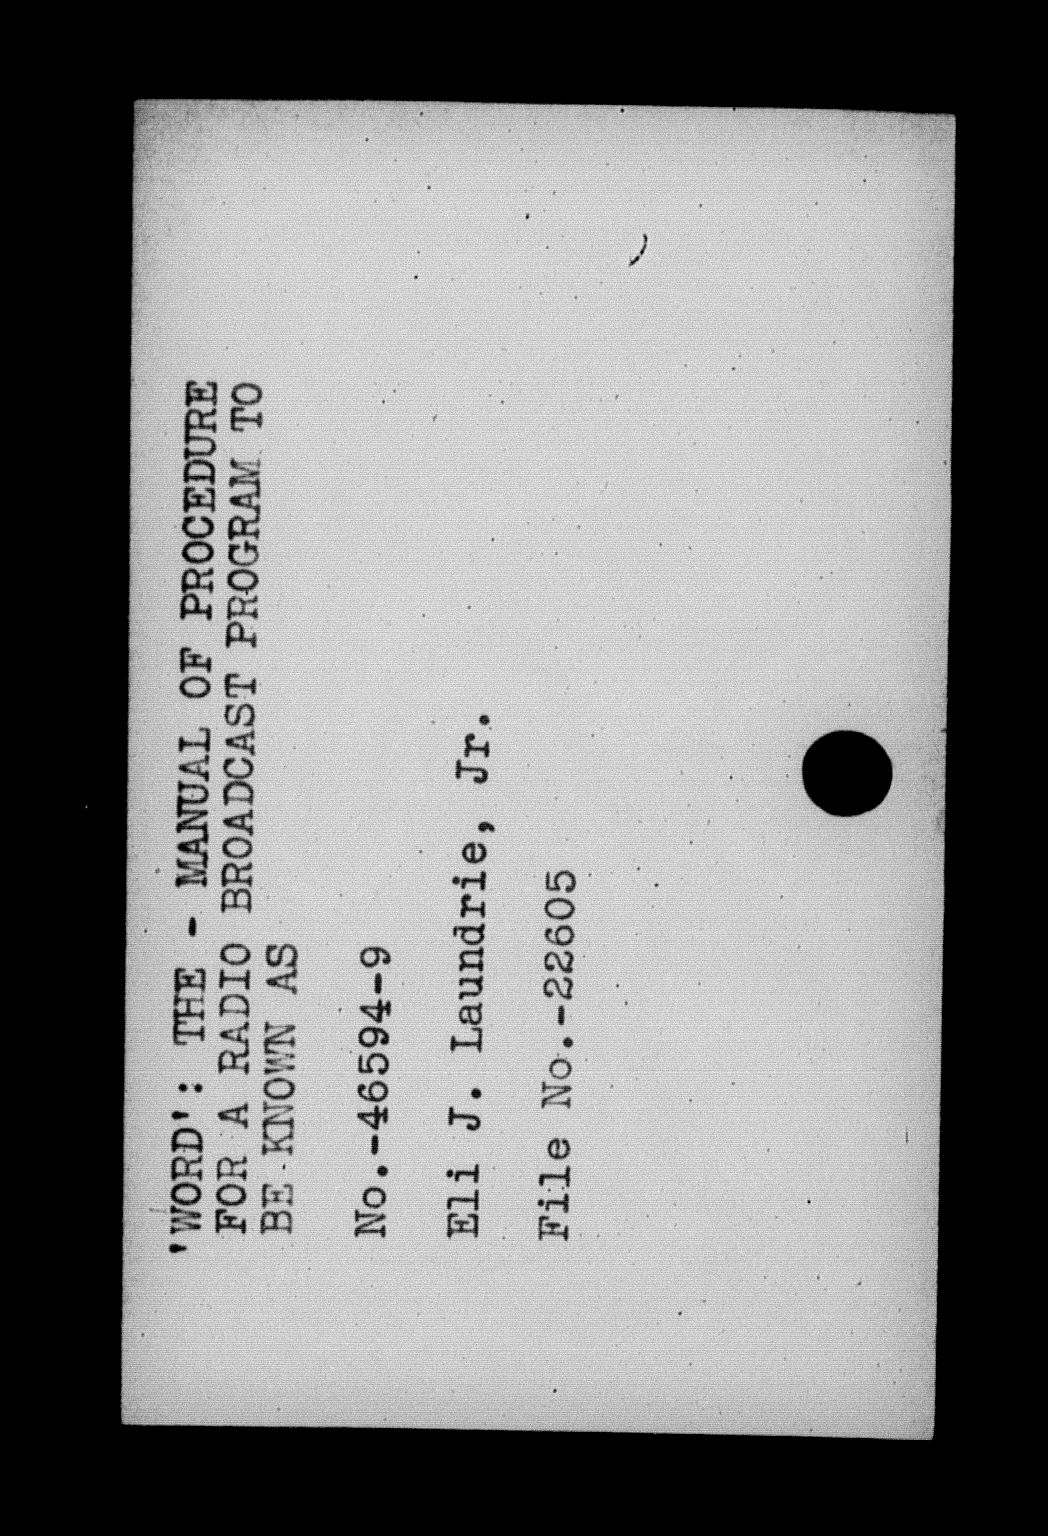 'WORD': THE - MANUAL OF PROCEDURE
FOR A RADIO BROADCAST PROGRAM TO
BE KNOWN AS
No.-46594-9
Eli J. Laundrie, Jr.
File No.-22605